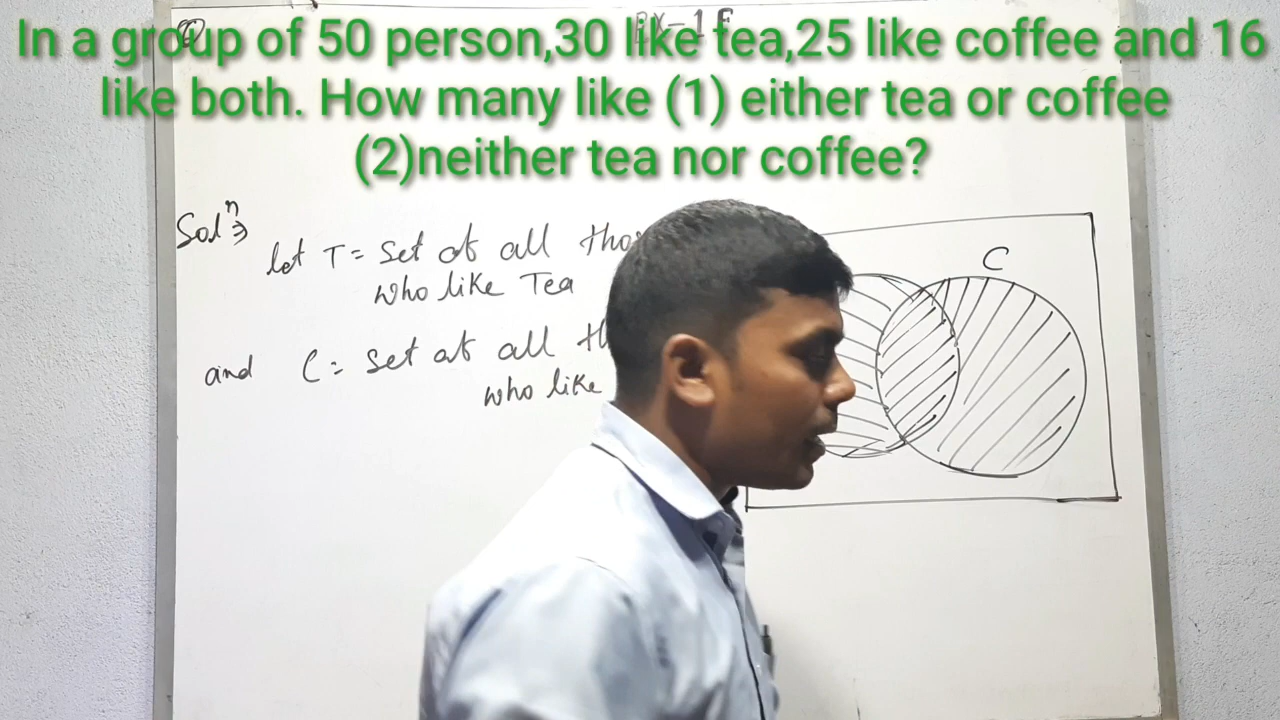 EX-1F
In a group of 50 person,30 like tea,25 like coffee and 16
like both. How many like (1) either tea or coffee
(2)neither tea nor coffee?
Solⁿ⇒
let T = Set of all
who like Tea
and C = Set of all
who like
C